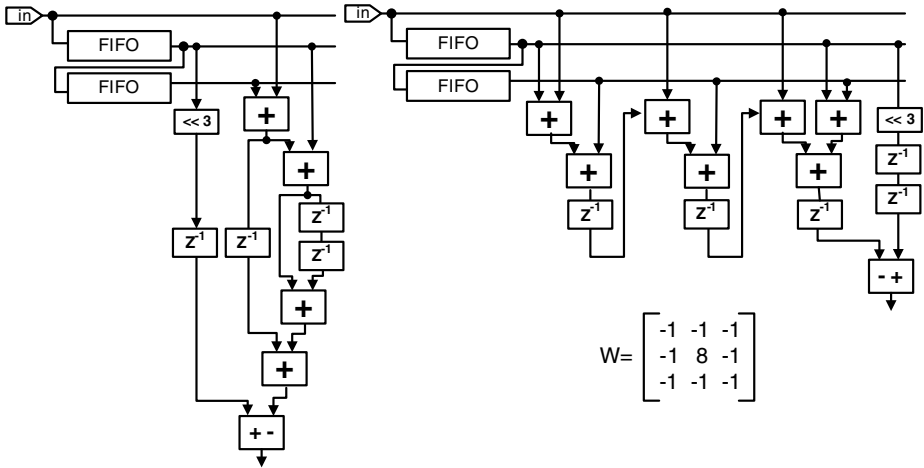 in
FIFO
FIFO
<< 3
+
+
Z⁻¹
Z⁻¹
Z⁻¹
Z⁻¹
+
+
+ -
in
FIFO
FIFO
+
+
+
+
<< 3
+
+
+
Z⁻¹
Z⁻¹
Z⁻¹
Z⁻¹
Z⁻¹
- +
W=
-1 -1 -1
-1 8 -1
-1 -1 -1